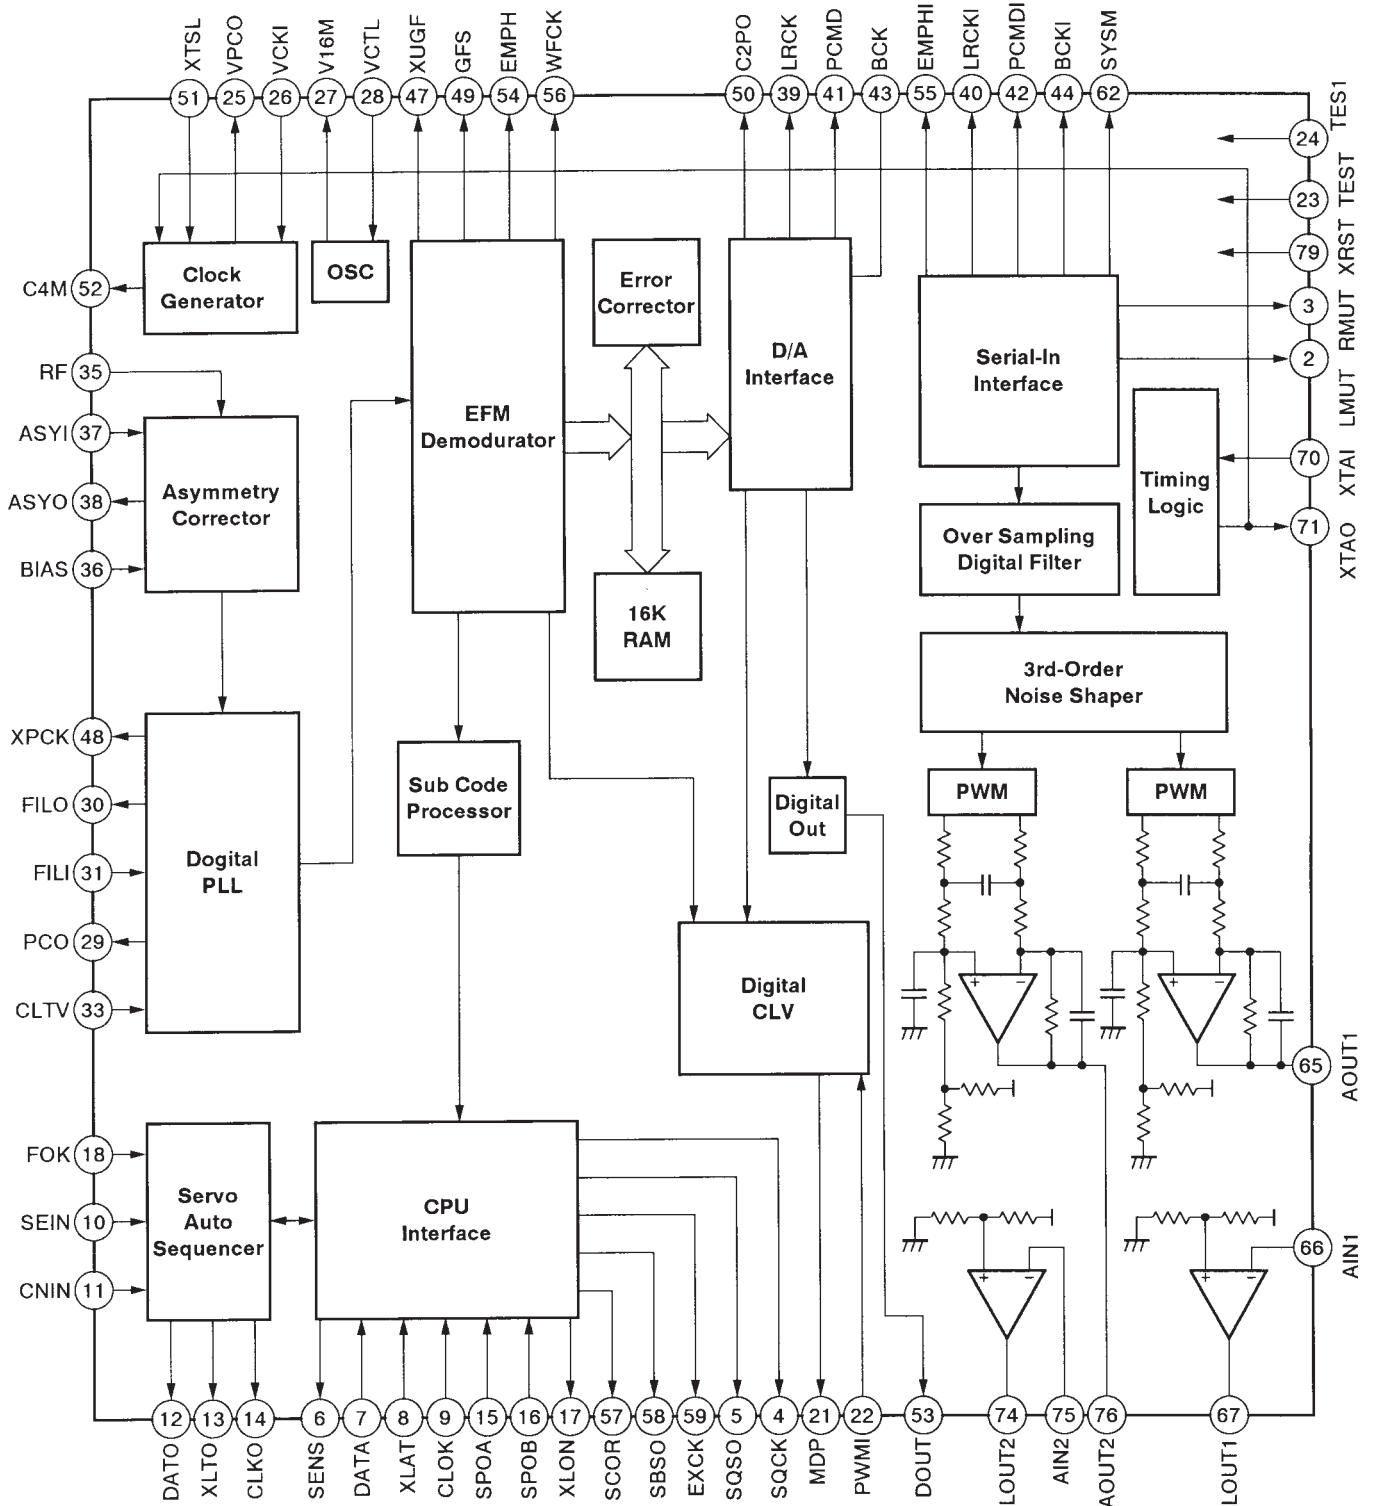 XTSL
VPCO
VCKI
V16M
VCTL
XUGF
GFS
EMPH
WFCK
C2PO
LRCK
PCMD
BCK
EMPHI
LRCKI
PCMDI
BCKI
SYSM
51
25
26
27
28
47
49
54
56
50
39
41
43
55
40
42
44
62
24
TES1
23
TEST
79
XRST
3
RMUT
2
LMUT
70
XTAI
71
XTAO
C4M 52
Clock
Generator
OSC
Error
Corrector
D/A
Interface
Serial-In
Interface
RF 35
ASYI 37
ASYO 38
BIAS 36
Asymmetry
Corrector
EFM
Demodurator
Timing
Logic
Over Sampling
Digital Filter
16K
RAM
3rd-Order
Noise Shaper
XPCK 48
FILO 30
FILI 31
PCO 29
CLTV 33
Dogital
PLL
Sub Code
Processor
Digital
Out
PWM
PWM
Digital
CLV
+
−
+
−
65
AOUT1
FOK 18
SEIN 10
CNIN 11
Servo
Auto
Sequencer
CPU
Interface
+
−
+
−
66
AIN1
12
13
14
6
7
8
9
15
16
17
57
58
59
5
4
21
22
53
74
75
76
67
DATO
XLTO
CLKO
SENS
DATA
XLAT
CLOK
SPOA
SPOB
XLON
SCOR
SBSO
EXCK
SQSO
SQCK
MDP
PWMI
DOUT
LOUT2
AIN2
AOUT2
LOUT1